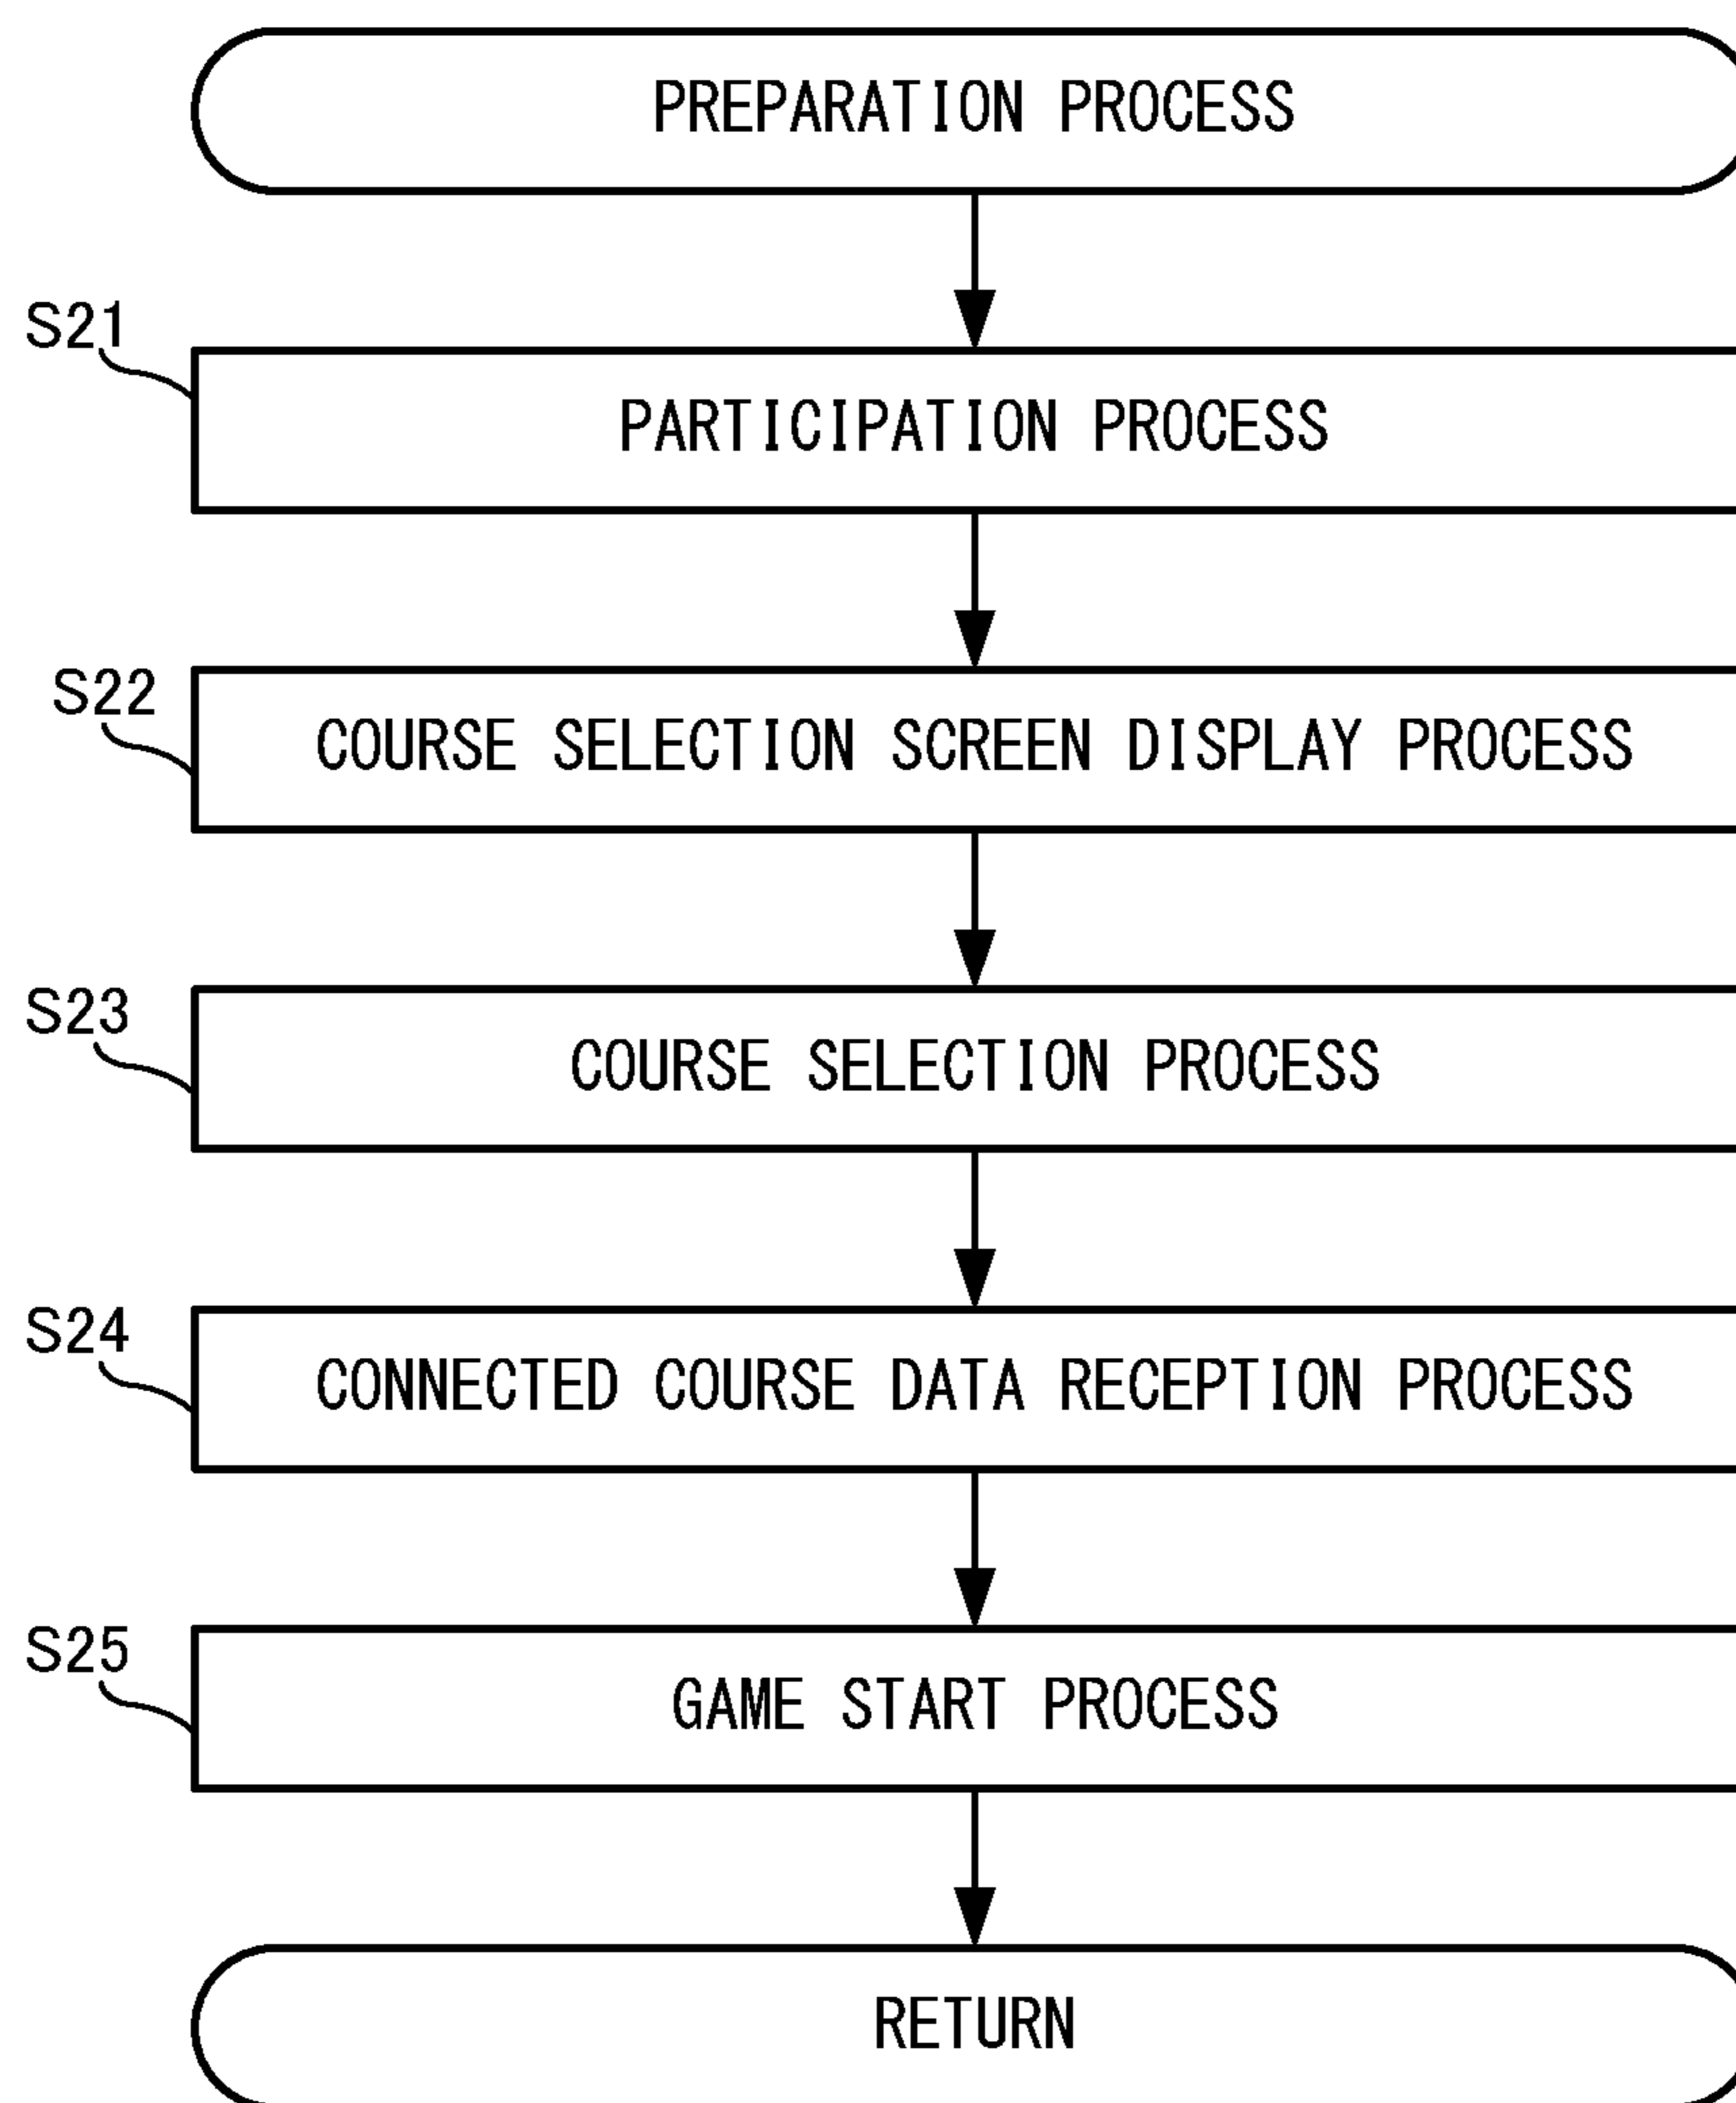 PREPARATION PROCESS
S21
PARTICIPATION PROCESS
S22
COURSE SELECTION SCREEN DISPLAY PROCESS
S23
COURSE SELECTION PROCESS
S24
CONNECTED COURSE DATA RECEPTION PROCESS
S25
GAME START PROCESS
RETURN